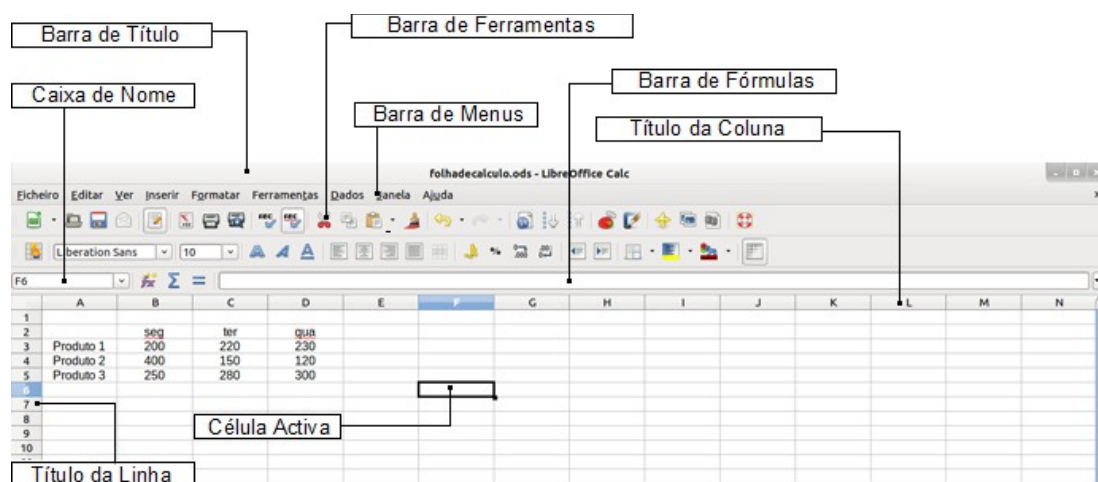 Barra de Título
Barra de Ferramentas
Caixa de Nome
Barra de Fórmulas
Barra de Menus
Título da Coluna
folhadecalculo.ods - LibreOffice Calc
Ficheiro Editar Ver Inserir Formatar Ferramentas Dados Janela Ajuda
Liberation Sans 10
F6
A B C D E F G H I J K L M N
1
2 seg ter qua
3 Produto 1 200 220 230
4 Produto 2 400 150 120
5 Produto 3 250 280 300
6
7
8
9
10
Célula Activa
Título da Linha